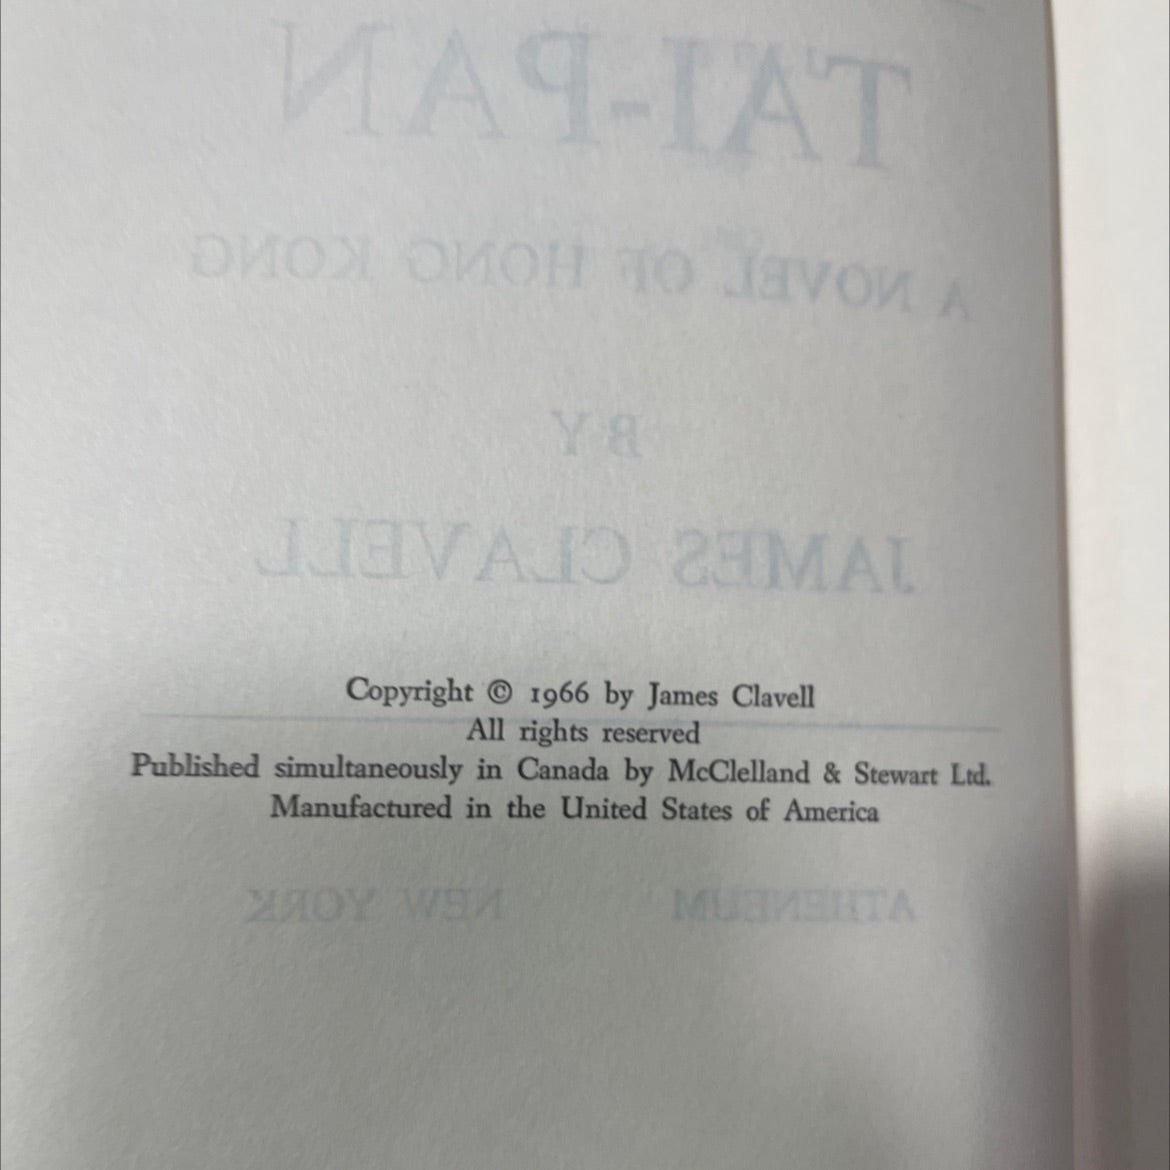 TAI-PAN
A NOVEL OF HONG KONG
BY
JAMES CLAVELL
Copyright © 1966 by James Clavell
All rights reserved
Published simultaneously in Canada by McClelland & Stewart Ltd.
Manufactured in the United States of America
ATHENEUM NEW YORK